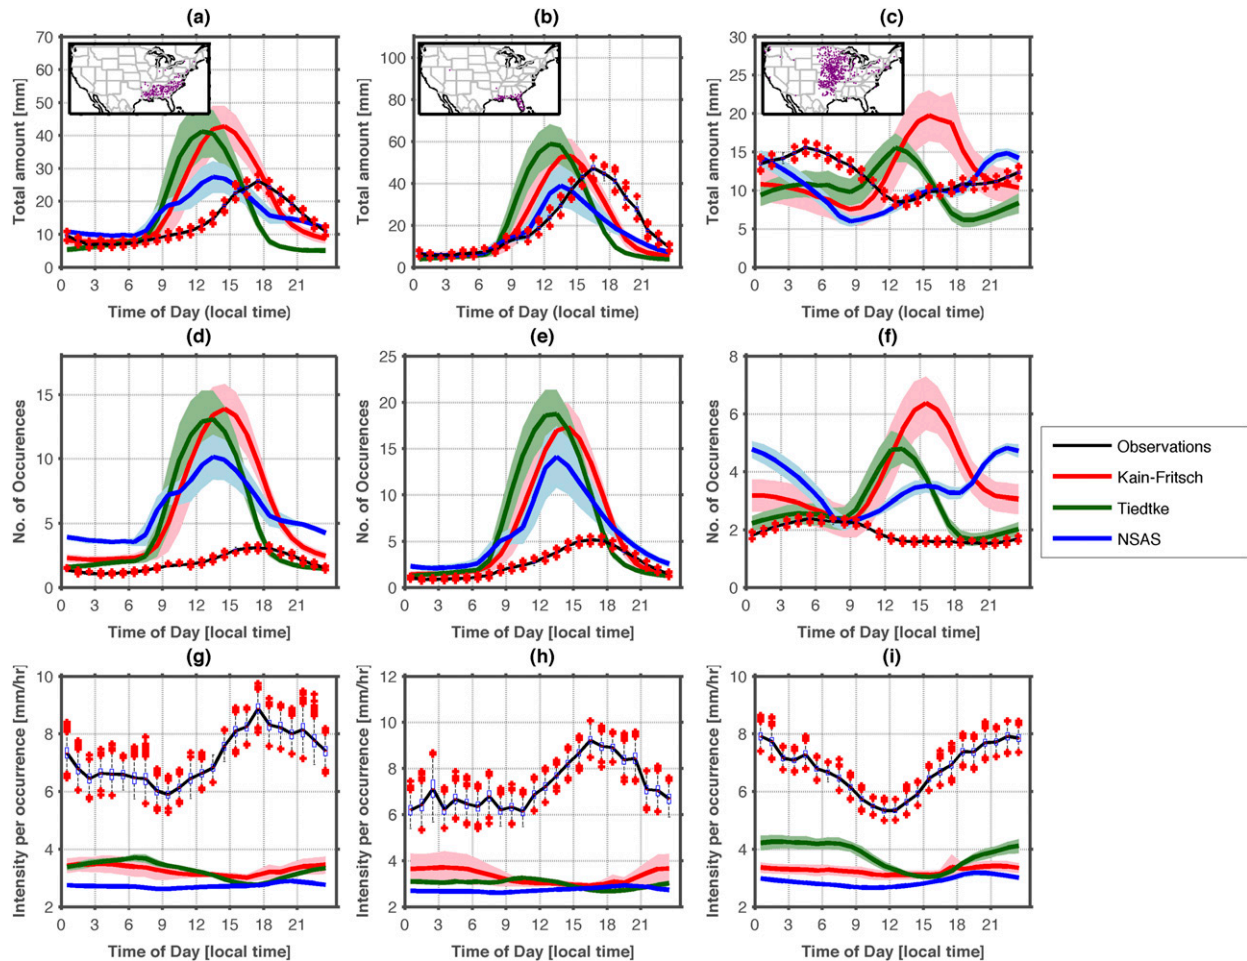 (a) (b) (c)
Total amount [mm]
70
60
50
40
30
20
10
0
0 3 6 9 12 15 18 21
Time of Day (local time)
Total amount [mm]
100
80
60
40
20
0
0 3 6 9 12 15 18 21
Time of Day (local time)
Total amount [mm]
30
25
20
15
10
5
0
0 3 6 9 12 15 18 21
Time of Day (local time)
(d) (e) (f)
No. of Occurences
15
10
5
0
0 3 6 9 12 15 18 21
Time of Day [local time]
No. of Occurences
25
20
15
10
5
0
0 3 6 9 12 15 18 21
Time of Day [local time]
No. of Occurences
8
6
4
2
0
0 3 6 9 12 15 18 21
Time of Day [local time]
Observations
Kain-Fritsch
Tiedtke
NSAS
(g) (h) (i)
Intensity per occurrence [mm/hr]
10
8
6
4
2
0 3 6 9 12 15 18 21
Time of Day [local time]
Intensity per occurrence [mm/hr]
12
10
8
6
4
2
0 3 6 9 12 15 18 21
Time of Day [local time]
Intensity per occurrence [mm/hr]
10
8
6
4
2
0 3 6 9 12 15 18 21
Time of Day [local time]